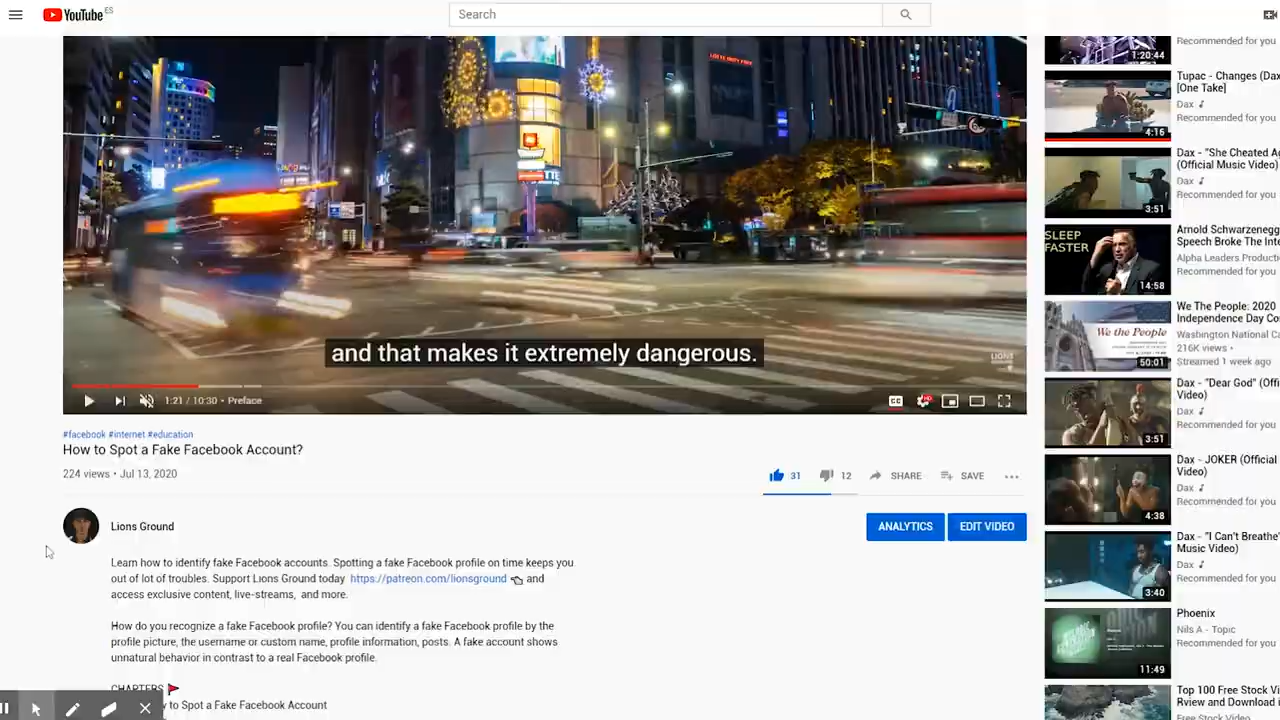 YouTube ES
Search
and that makes it extremely dangerous.
LIONS
1:21 / 10:30 • Preface
CC
HD
#facebook #internet #education
How to Spot a Fake Facebook Account?
224 views • Jul 13, 2020
31
12
SHARE
SAVE
Lions Ground
ANALYTICS
EDIT VIDEO
Learn how to identify fake Facebook accounts. Spotting a fake Facebook profile on time keeps you
out of lot of troubles. Support Lions Ground today https://patreon.com/lionsground and
access exclusive content, live-streams, and more.
How do you recognize a fake Facebook profile? You can identify a fake Facebook profile by the
profile picture, the username or custom name, profile information, posts. A fake account shows
unnatural behavior in contrast to a real Facebook profile.
CHAPTERS
to Spot a Fake Facebook Account
1:20:44
Recommended for you
Tupac - Changes (Dax
[One Take]
Dax
Recommended for you
4:16
Dax - "She Cheated Ag
(Official Music Video)
Dax
Recommended for you
3:51
SLEEP
FASTER
14:58
Arnold Schwarzenegg
Speech Broke The Int
Alpha Leaders Producti
Recommended for you
We the People
50:01
We The People: 2020
Independence Day Co
Washington National Ca
216K views •
Streamed 1 week ago
Dax - "Dear God" (Offi
Video)
Dax
Recommended for you
3:51
Dax - JOKER (Official
Video)
Dax
Recommended for you
4:38
Dax - "I Can't Breathe"
Music Video)
Dax
Recommended for you
3:40
Phoenix
Nils A - Topic
Recommended for you
11:49
Top 100 Free Stock Vi
Rview and Download i
Free Stock Video